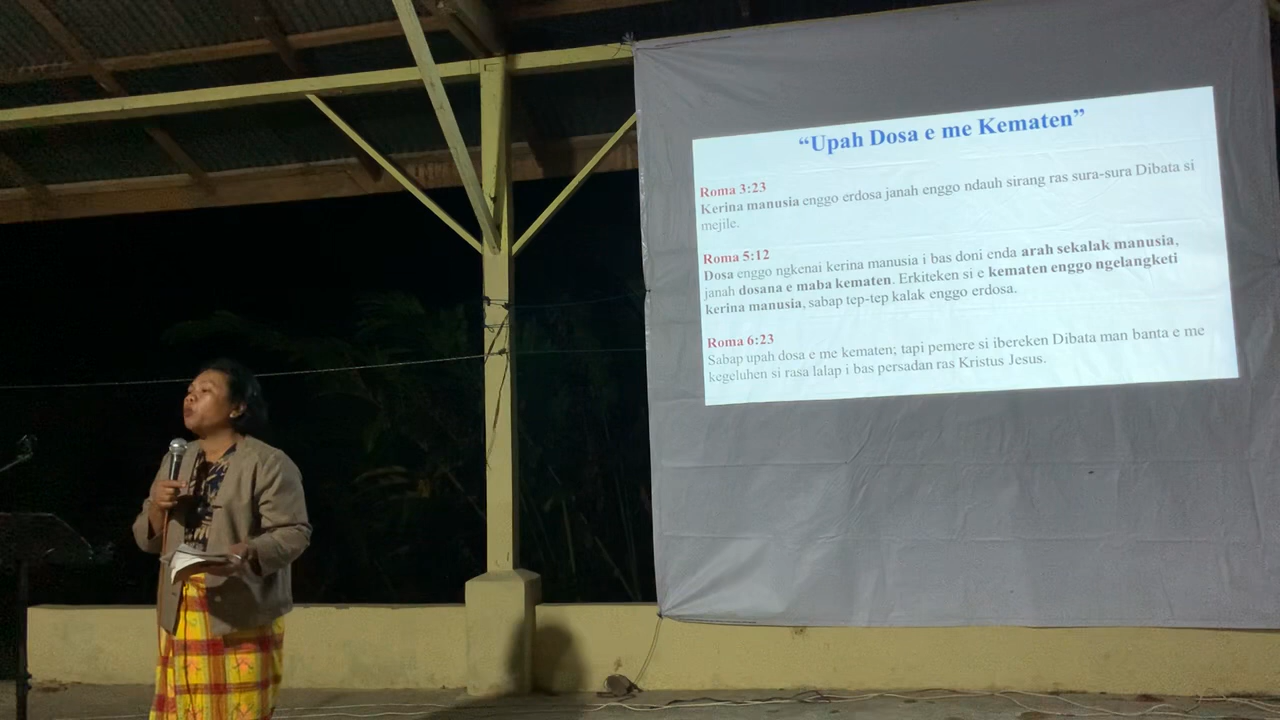 “Upah Dosa e me Kematen”
Roma 3:23
Kerina manusia enggo erdosa janah enggo ndauh sirang ras sura-sura Dibata si
mejile.
Roma 5:12
Dosa enggo ngkenai kerina manusia i bas doni enda arah sekalak manusia,
janah dosana e maba kematen. Erkiteken si e kematen enggo ngelangketi
kerina manusia, sabap tep-tep kalak enggo erdosa.
Roma 6:23
Sabap upah dosa e me kematen; tapi pemere si ibereken Dibata man banta e me
kegeluhen si rasa lalap i bas persadan ras Kristus Jesus.